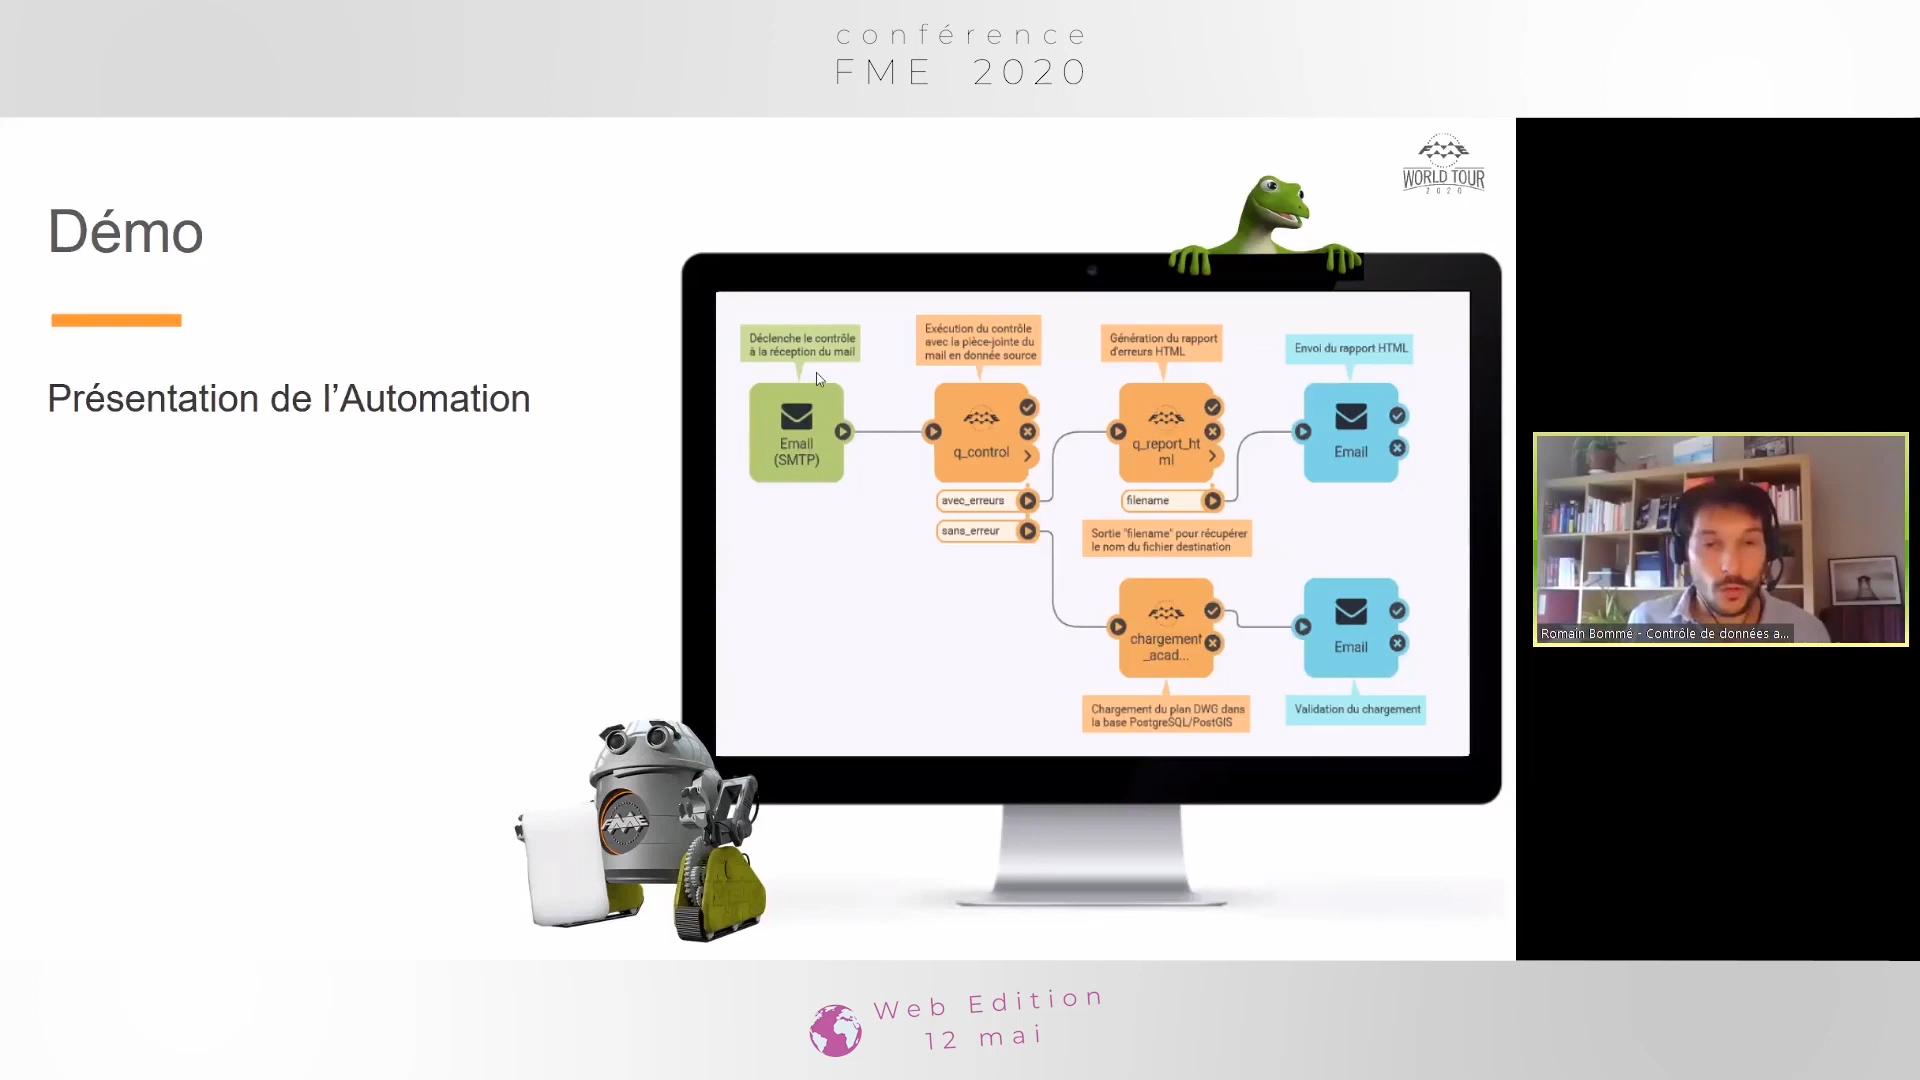 conférence
FME 2020
WORLD TOUR
2020
Démo
Présentation de l’Automation
Déclenche le contrôle
à la réception du mail
Exécution du contrôle
avec la pièce-jointe du
mail en donnée source
Génération du rapport
d'erreurs HTML
Envoi du rapport HTML
Email
(SMTP)
q_control
q_report_ht
ml
Email
avec_erreurs
sans_erreur
filename
Sortie "filename" pour récupérer
le nom du fichier destination
chargement
_acad...
Email
Chargement du plan DWG dans
la base PostgreSQL/PostGIS
Validation du chargement
FME
Romain Bommé - Contrôle de données a...
Web Edition
12 mai